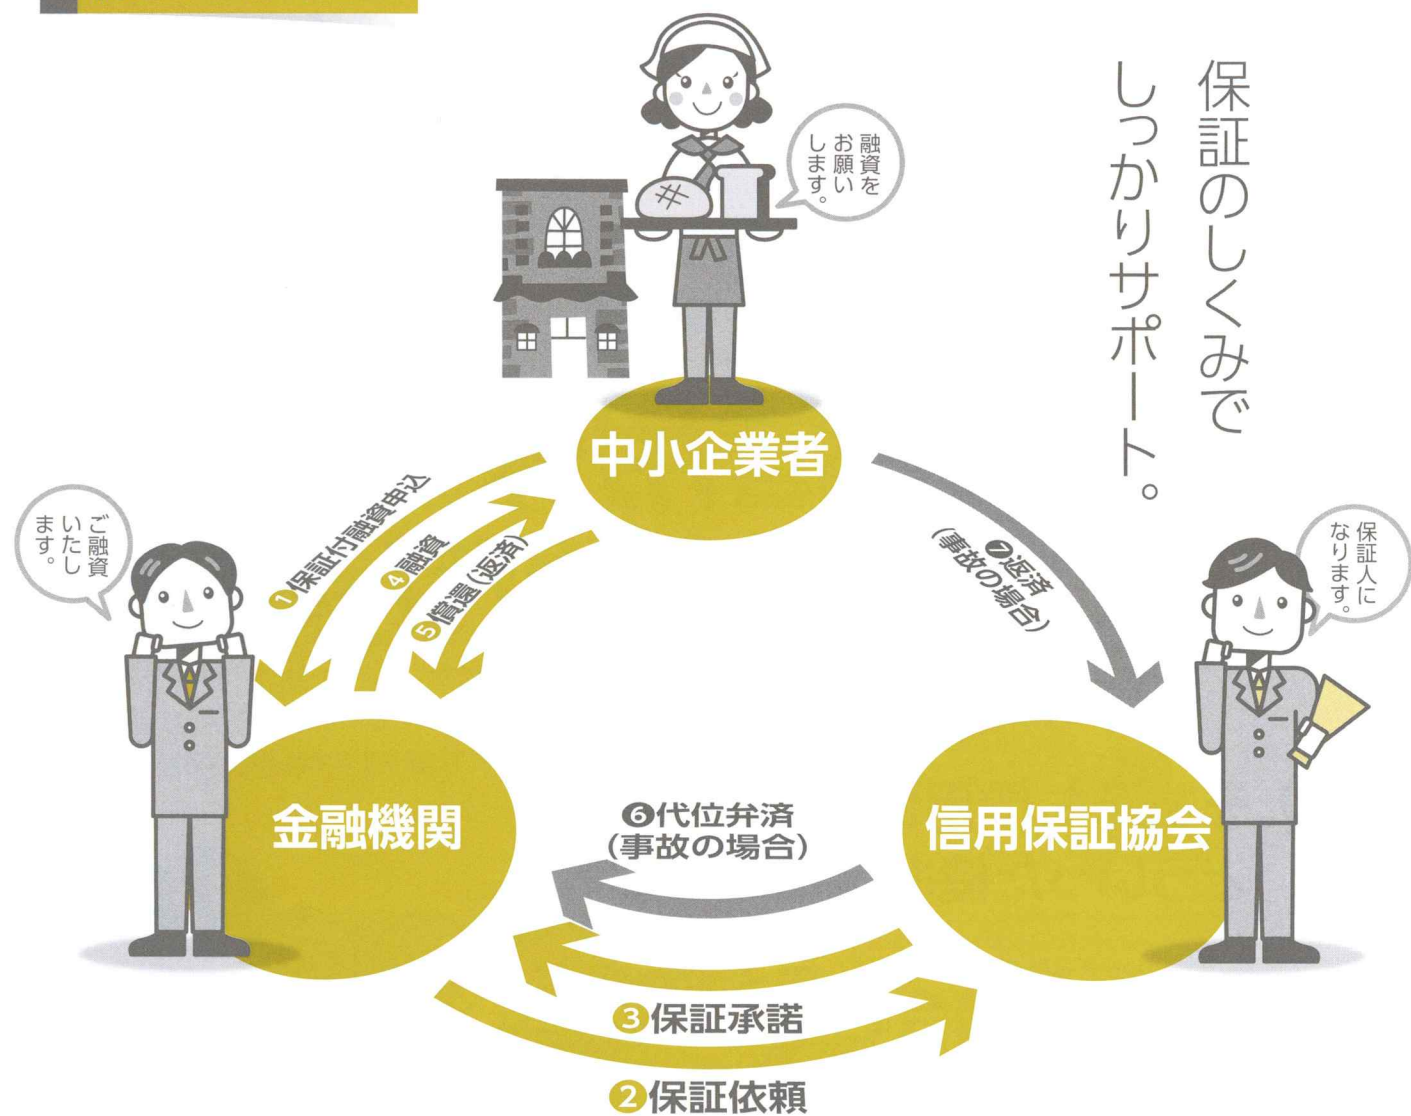 保証のしくみで
しっかりサポート。
融資を
お願い
します。
中小企業者
❶保証付融資申込
❹融資
❺償還(返済)
❼返済
(事故の場合)
ご融資
いたし
ます。
保証人に
なります。
金融機関
信用保証協会
❻代位弁済
(事故の場合)
❸保証承諾
❷保証依頼